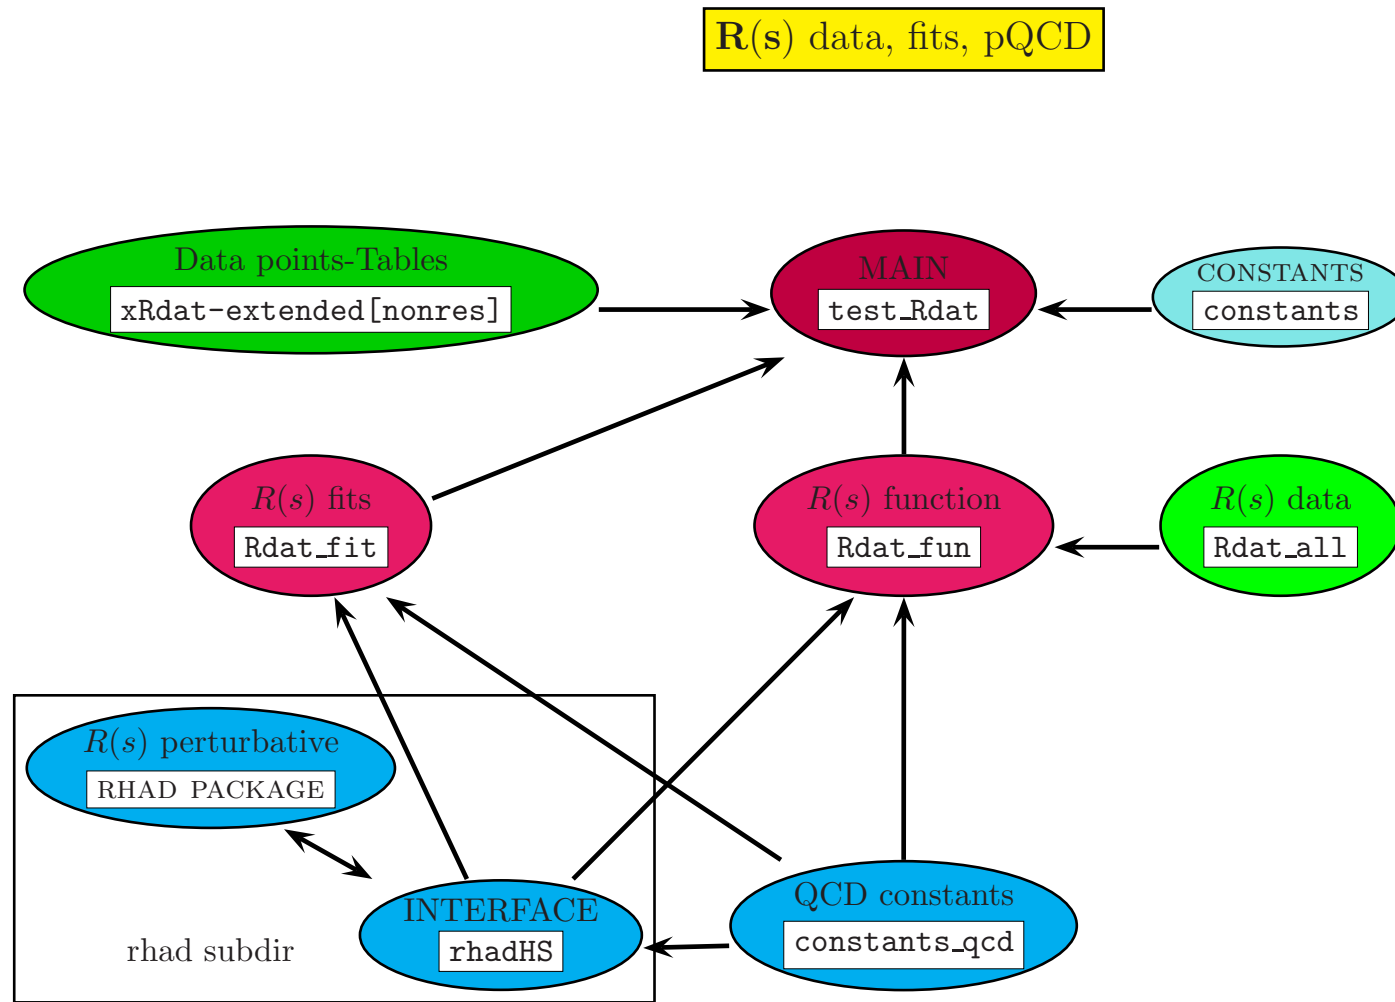 R(s) data, fits, pQCD
Data points-Tables
xRdat-extended[nonres]
MAIN
test_Rdat
CONSTANTS
constants
R(s) fits
Rdat_fit
R(s) function
Rdat_fun
R(s) data
Rdat_all
R(s) perturbative
RHAD PACKAGE
INTERFACE
rhadHS
QCD constants
constants_qcd
rhad subdir